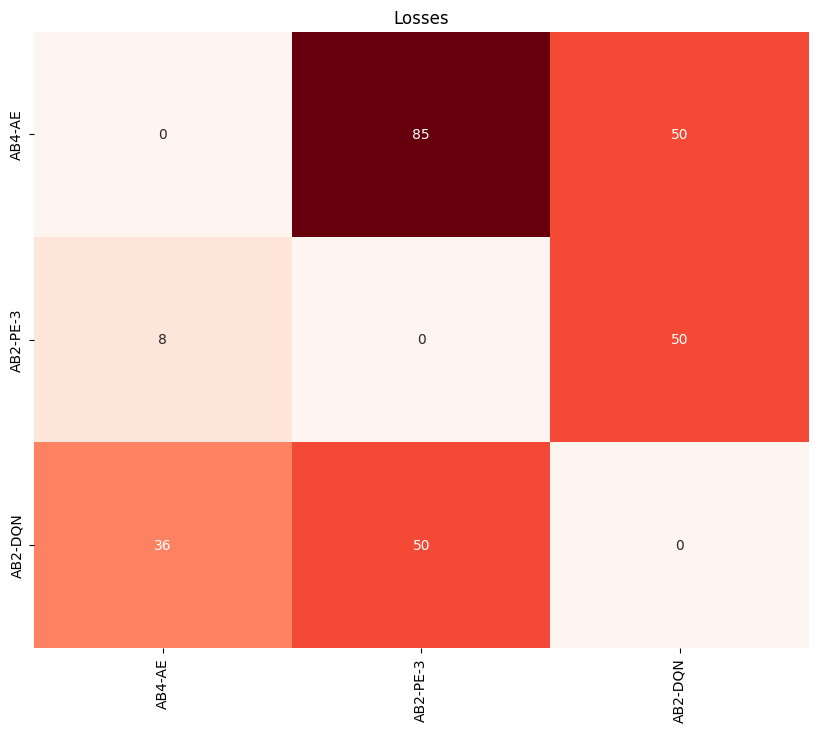 Losses
AB4-AE
0 85 50
AB2-PE-3
8 0 50
AB2-DQN
36 50 0
AB4-AE
AB2-PE-3
AB2-DQN